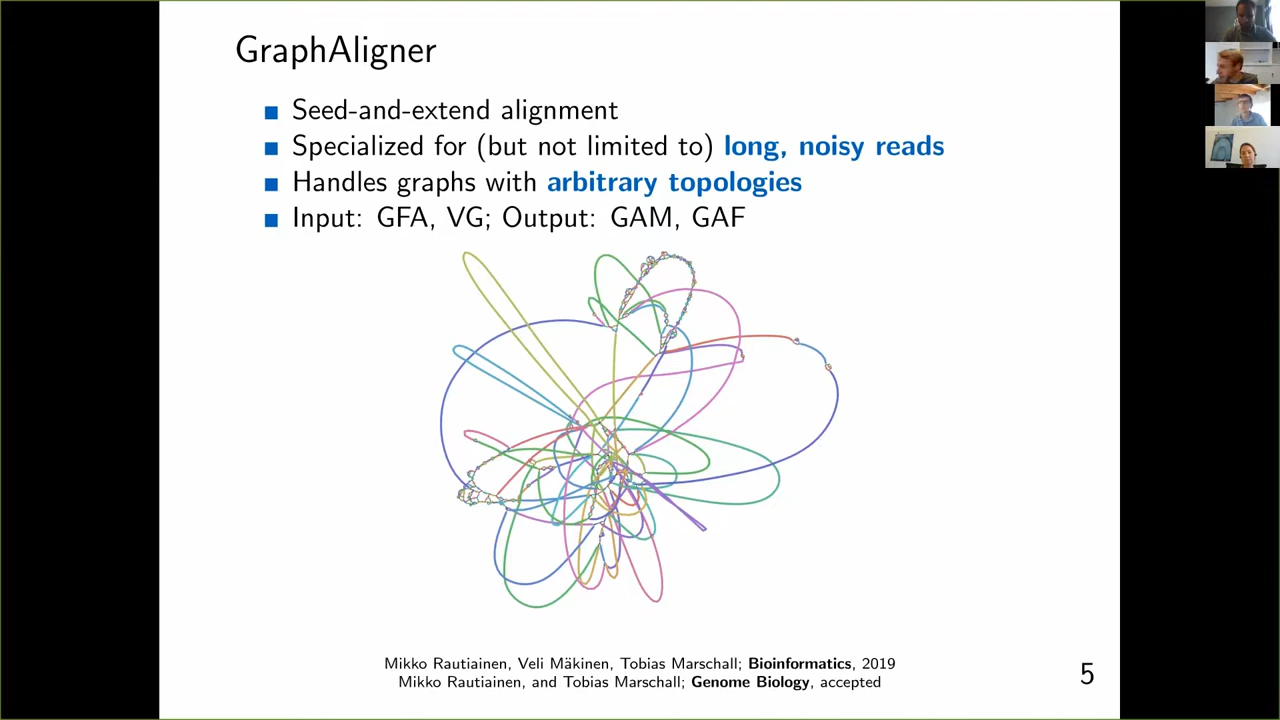 GraphAligner
Seed-and-extend alignment
Specialized for (but not limited to) long, noisy reads
Handles graphs with arbitrary topologies
Input: GFA, VG; Output: GAM, GAF
Mikko Rautiainen, Veli Mäkinen, Tobias Marschall; Bioinformatics, 2019
Mikko Rautiainen, and Tobias Marschall; Genome Biology, accepted
5